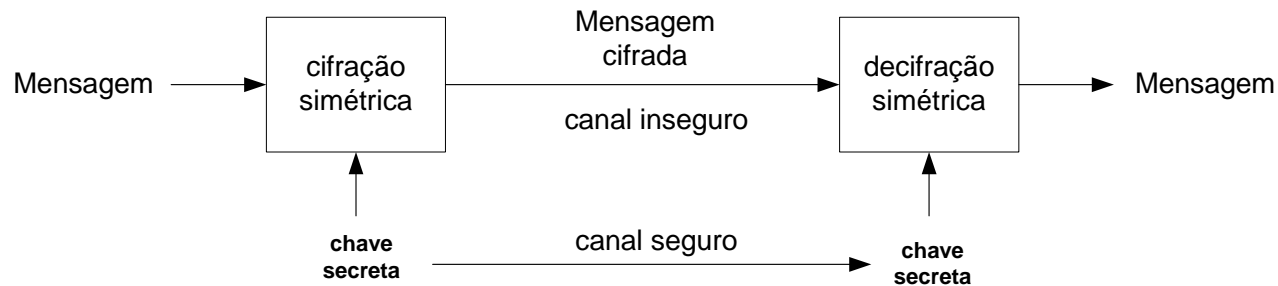 Mensagem
cifração
simétrica
Mensagem
cifrada
canal inseguro
decifração
simétrica
Mensagem
chave
secreta
canal seguro
chave
secreta